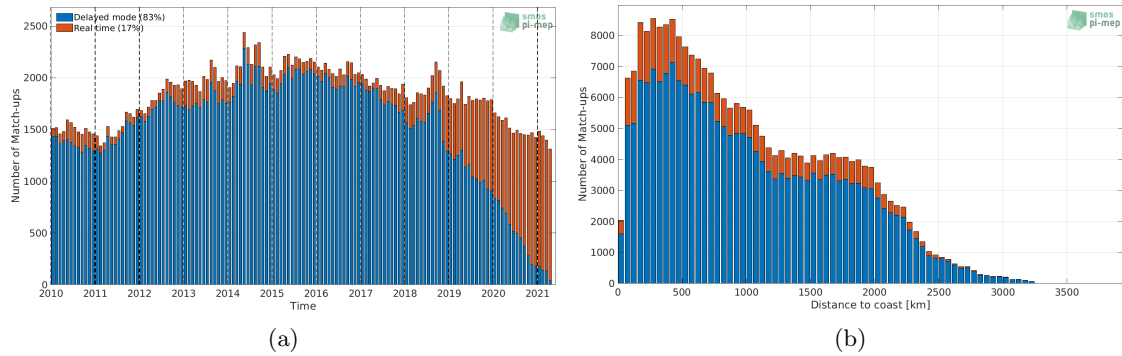 Delayed mode (83%)
Real time (17%)
smos
pi-mep
Number of Match-ups
2500
2000
1500
1000
500
0
2010 2011 2012 2013 2014 2015 2016 2017 2018 2019 2020 2021
Time
(a)
smos
pi-mep
Number of Match-ups
8000
7000
6000
5000
4000
3000
2000
1000
0
0 500 1000 1500 2000 2500 3000 3500
Distance to coast [km]
(b)